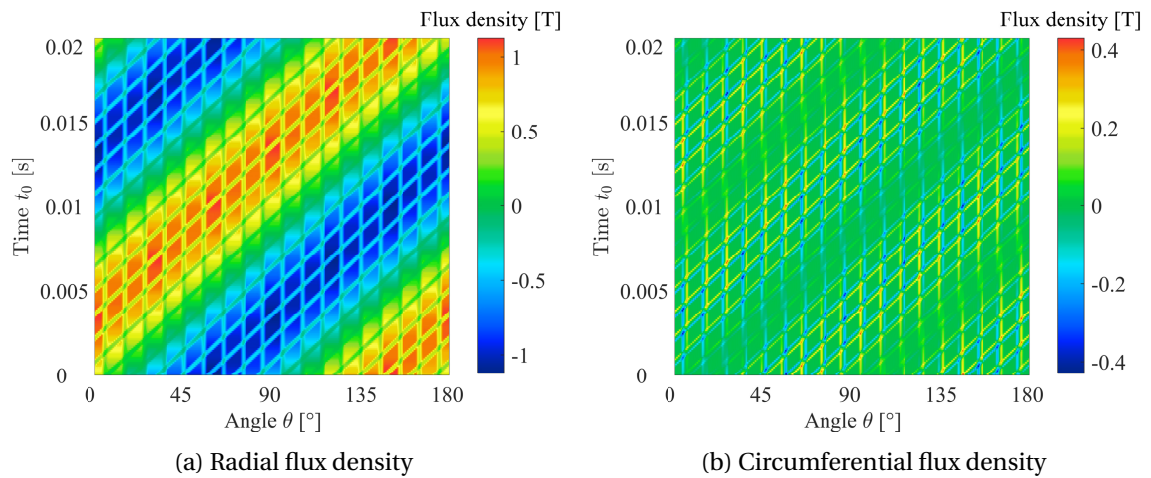 Flux density [T]
1
0.5
0
-0.5
-1
0.02
0.015
0.01
0.005
0
Time t0 [s]
0 45 90 135 180
Angle θ [°]
(a) Radial flux density
Flux density [T]
0.4
0.2
0
-0.2
-0.4
0.02
0.015
0.01
0.005
0
Time t0 [s]
0 45 90 135 180
Angle θ [°]
(b) Circumferential flux density